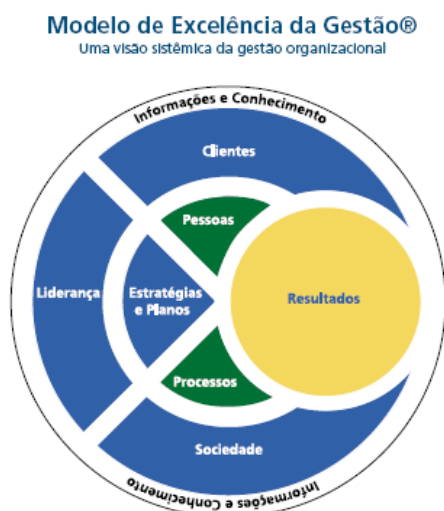 Modelo de Excelência da Gestão®
Uma visão sistêmica da gestão organizacional
Informações e Conhecimento
Clientes
Pessoas
Liderança
Estratégias
e Planos
Resultados
Processos
Sociedade
Informações e Conhecimento